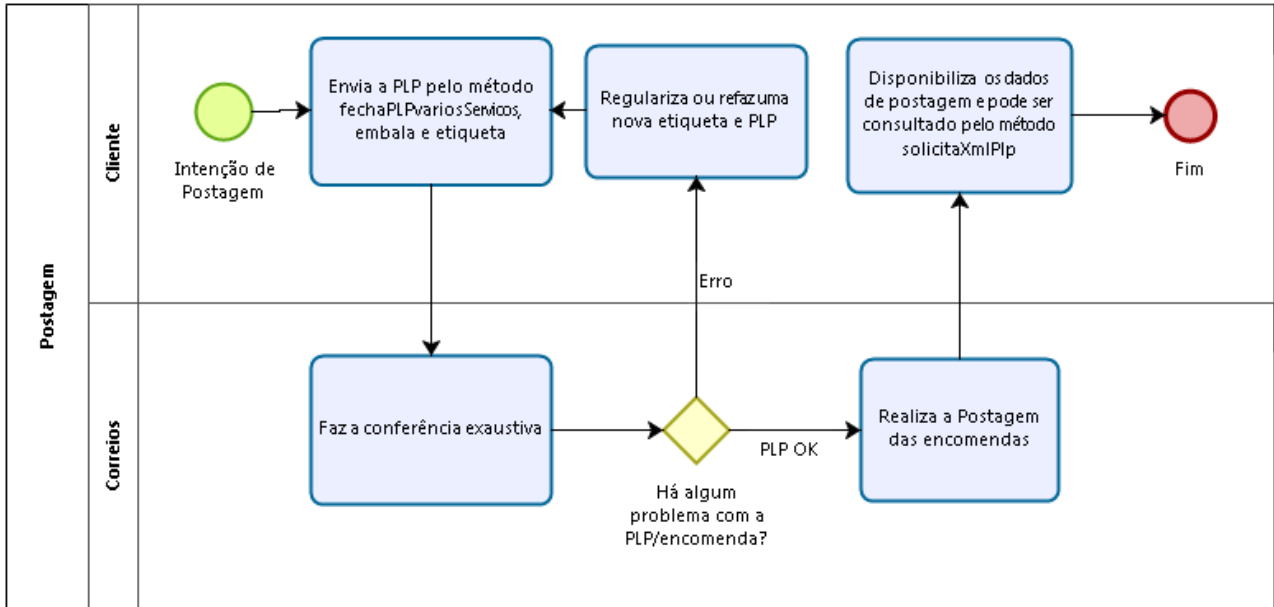 Postagem
Cliente
Intenção de
Postagem
Envia a PLP pelo método
fechaPLPvariosServicos,
embala e etiqueta
Regulariza ou refazuma
nova etiqueta e PLP
Disponibiliza os dados
de postagem e pode ser
consultado pelo método
solicitaXmlPlp
Fim
Erro
Correios
Faz a conferência exaustiva
Há algum
problema com a
PLP/encomenda?
PLP OK
Realiza a Postagem
das encomendas